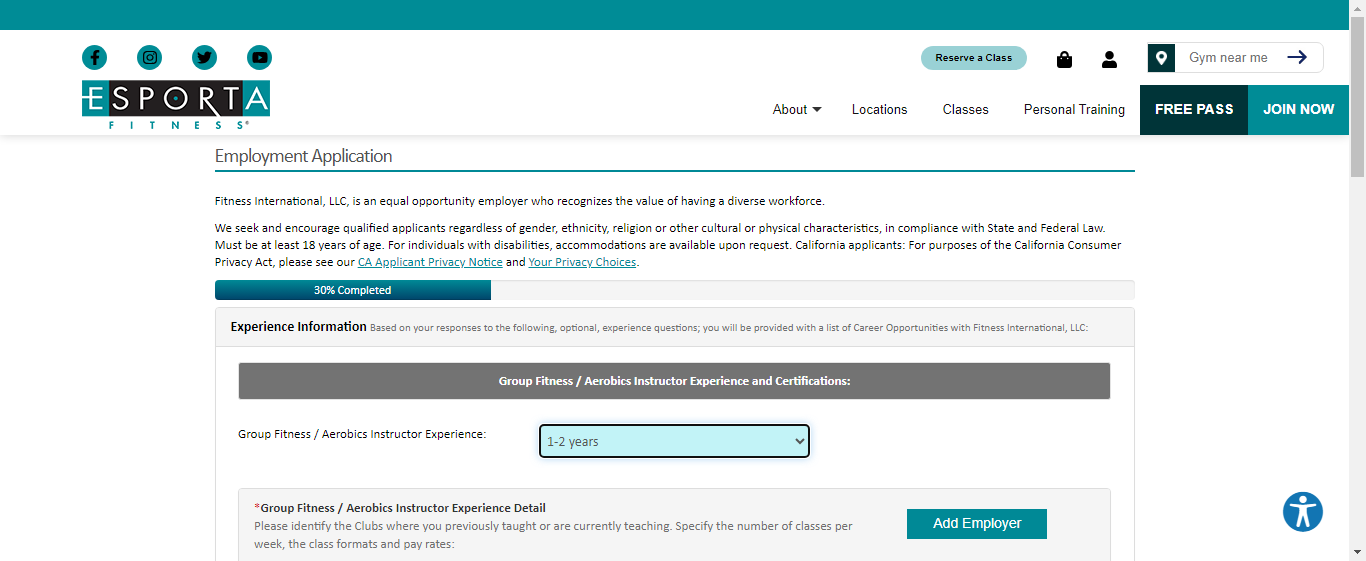 Reserve a Class
Gym near me
ESPORTA
FITNESS
About
Locations
Classes
Personal Training
FREE PASS
JOIN NOW
Employment Application
Fitness International, LLC, is an equal opportunity employer who recognizes the value of having a diverse workforce.
We seek and encourage qualified applicants regardless of gender, ethnicity, religion or other cultural or physical characteristics, in compliance with State and Federal Law.
Must be at least 18 years of age. For individuals with disabilities, accommodations are available upon request. California applicants: For purposes of the California Consumer
Privacy Act, please see our CA Applicant Privacy Notice and Your Privacy Choices.
30% Completed
Experience Information Based on your responses to the following, optional, experience questions; you will be provided with a list of Career Opportunities with Fitness International, LLC:
Group Fitness / Aerobics Instructor Experience and Certifications:
Group Fitness / Aerobics Instructor Experience:
1-2 years
*Group Fitness / Aerobics Instructor Experience Detail
Please identify the Clubs where you previously taught or are currently teaching. Specify the number of classes per
week, the class formats and pay rates:
Add Employer